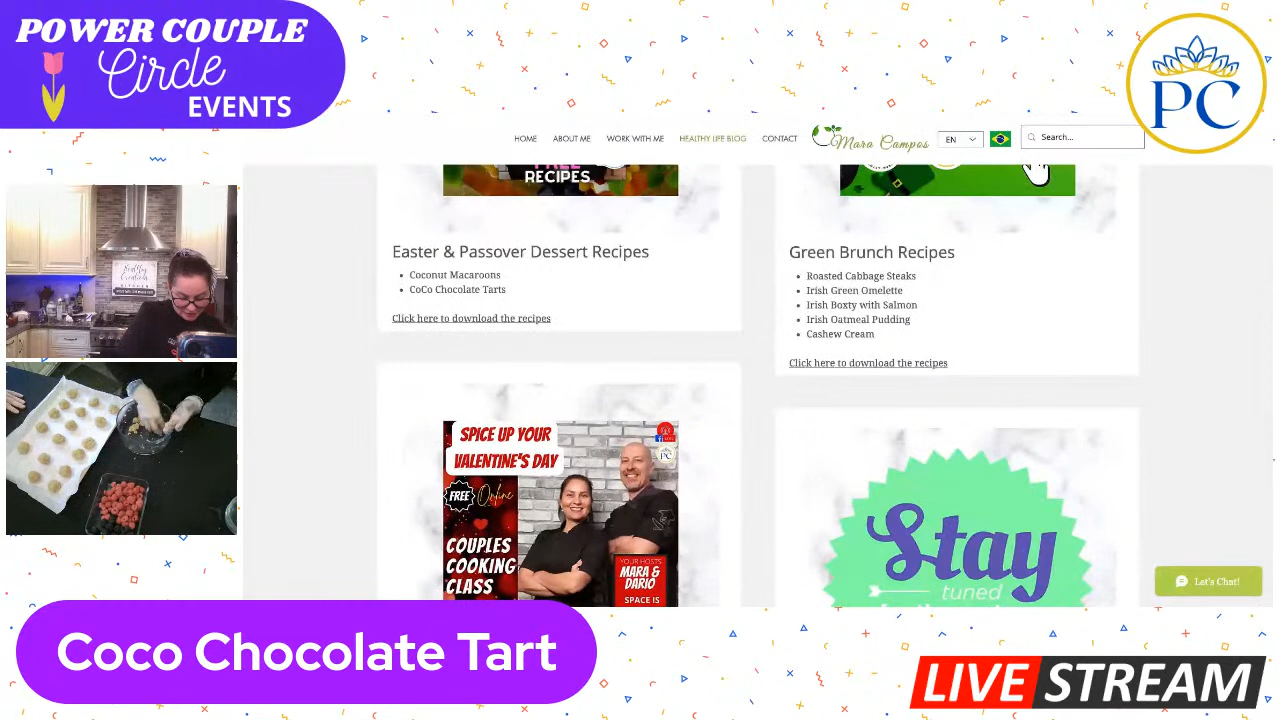 POWER COUPLE
Circle
EVENTS
PC
HOME
ABOUT ME
WORK WITH ME
HEALTHY LIFE BLOG
CONTACT
Mara Campos
EN
Search...
RECIPES
Easter & Passover Dessert Recipes
• Coconut Macaroons
• CoCo Chocolate Tarts
Click here to download the recipes
Green Brunch Recipes
• Roasted Cabbage Steaks
• Irish Green Omelette
• Irish Boxty with Salmon
• Irish Oatmeal Pudding
• Cashew Cream
Click here to download the recipes
SPICE UP YOUR
VALENTINE'S DAY
PC
FREE
Online
COUPLES
COOKING
CLASS
YOUR HOSTS
MARA &
DARIO
SPACE IS
Stay
tuned
Let's Chat!
Coco Chocolate Tart
LIVE STREAM